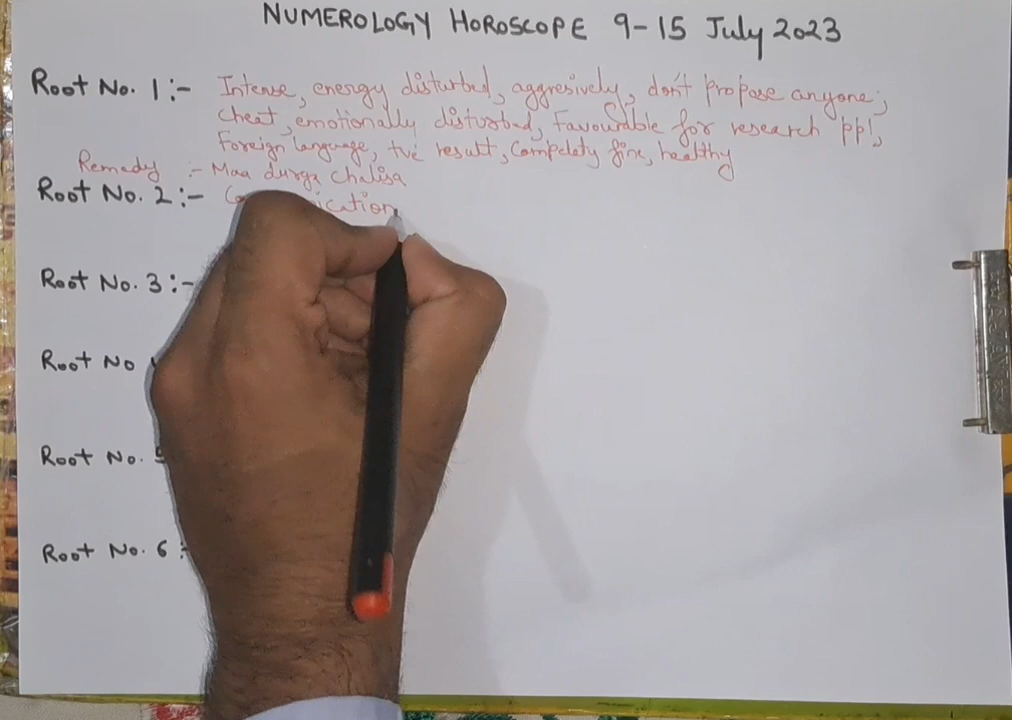 NUMEROLOGY HOROSCOPE 9-15 July 2023
Root No. 1:- Intense, energy disturbed, aggresively, don't propose anyone,
cheat, emotionally disturbed, Favourable for research ppl,
Foreign language, +ve result, Completely fine, healthy
Remedy :- Maa durga chalisa
Root No. 2:-
Root No. 3:-
Root No
Root No.
Root No. 6: